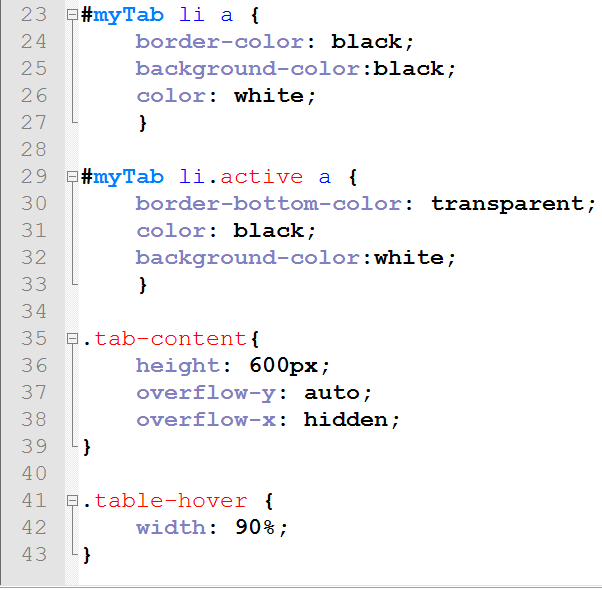 23 #myTab li a {
24     border-color: black;
25     background-color:black;
26     color: white;
27     }
28
29 #myTab li.active a {
30     border-bottom-color: transparent;
31     color: black;
32     background-color:white;
33     }
34
35 .tab-content{
36     height: 600px;
37     overflow-y: auto;
38     overflow-x: hidden;
39 }
40
41 .table-hover {
42     width: 90%;
43 }